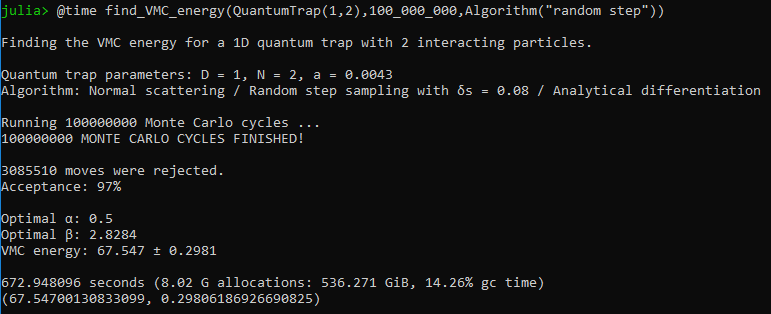 julia> @time find_VMC_energy(QuantumTrap(1,2),100_000_000,Algorithm("random step"))
Finding the VMC energy for a 1D quantum trap with 2 interacting particles.
Quantum trap parameters: D = 1, N = 2, a = 0.0043
Algorithm: Normal scattering / Random step sampling with δs = 0.08 / Analytical differentiation
Running 100000000 Monte Carlo cycles ...
100000000 MONTE CARLO CYCLES FINISHED!
3085510 moves were rejected.
Acceptance: 97%
Optimal α: 0.5
Optimal β: 2.8284
VMC energy: 67.547 ± 0.2981
672.948096 seconds (8.02 G allocations: 536.271 GiB, 14.26% gc time)
(67.54700130833099, 0.29806186926690825)